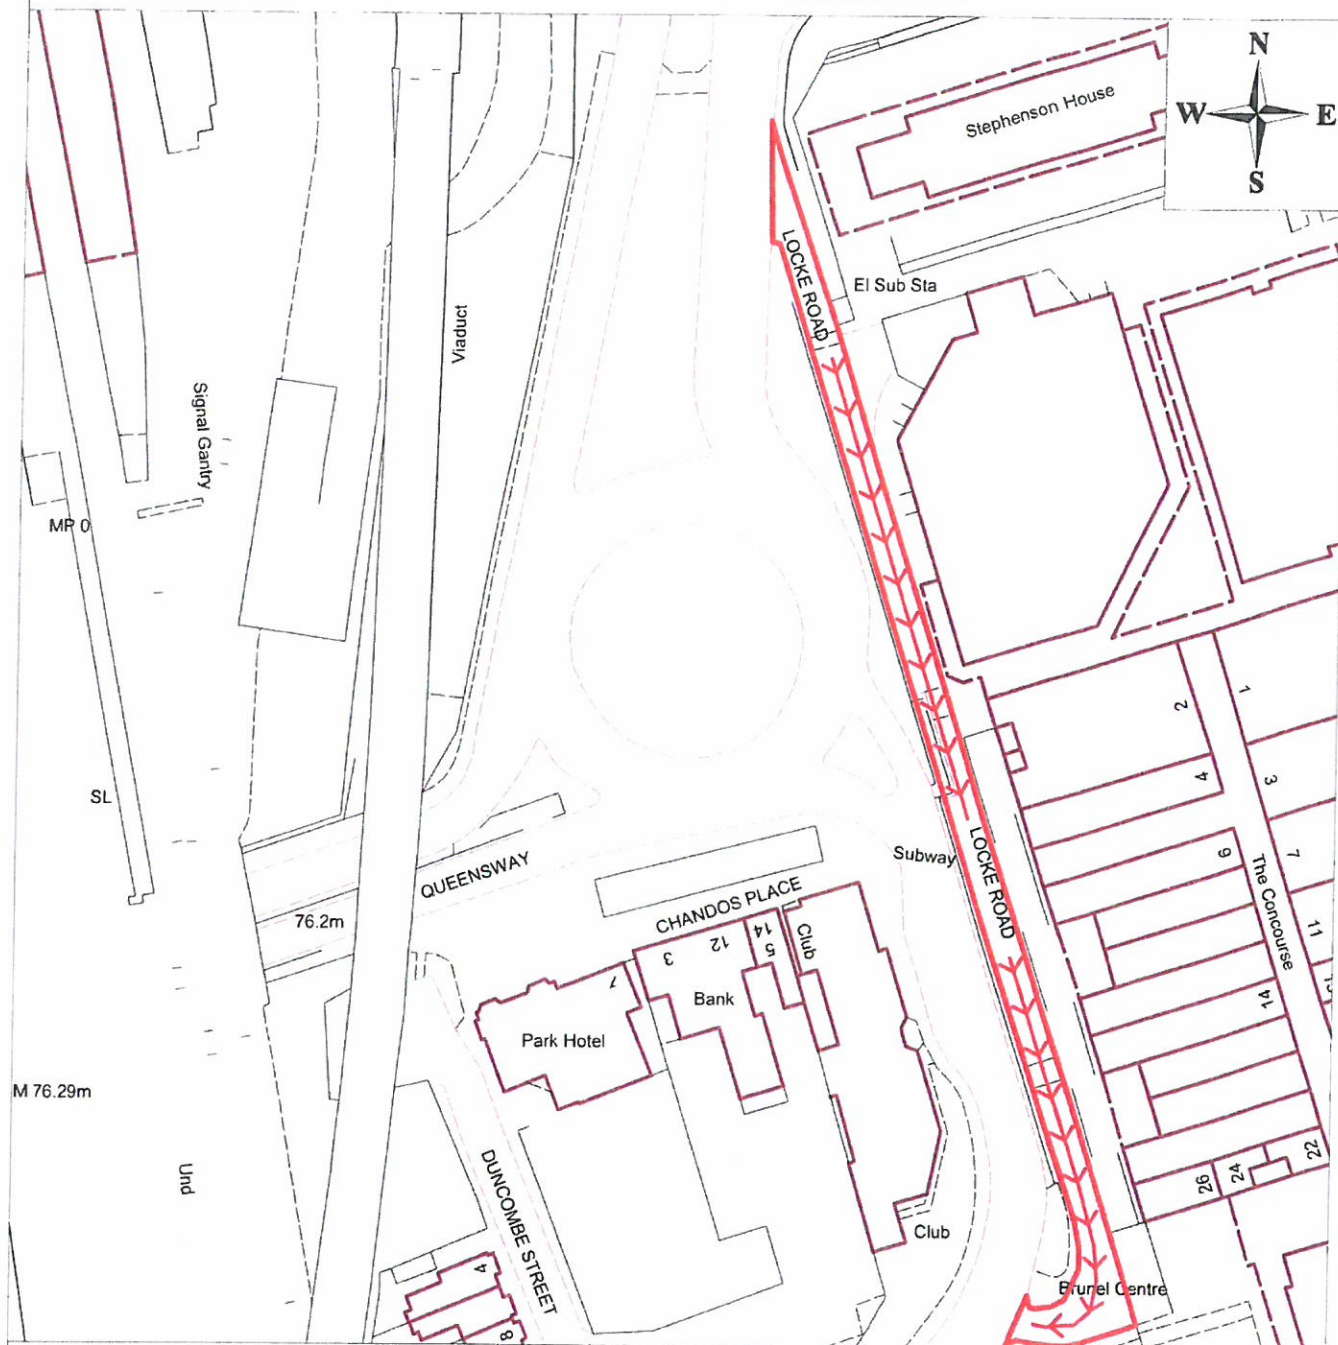 N
W E
S
Stephenson House
LOCKE ROAD
El Sub Sta
Viaduct
Signal Gantry
MP 0
2
1
4
3
SL
QUEENSWAY
Subway
LOCKE ROAD
6
7
The Concourse
76.2m
CHANDOS PLACE
3
12
14
5
Club
11
14
Bank
Park Hotel
M 76.29m
Und
DUNCOMBE STREET
Club
26
24
22
4
8
Brunel Centre